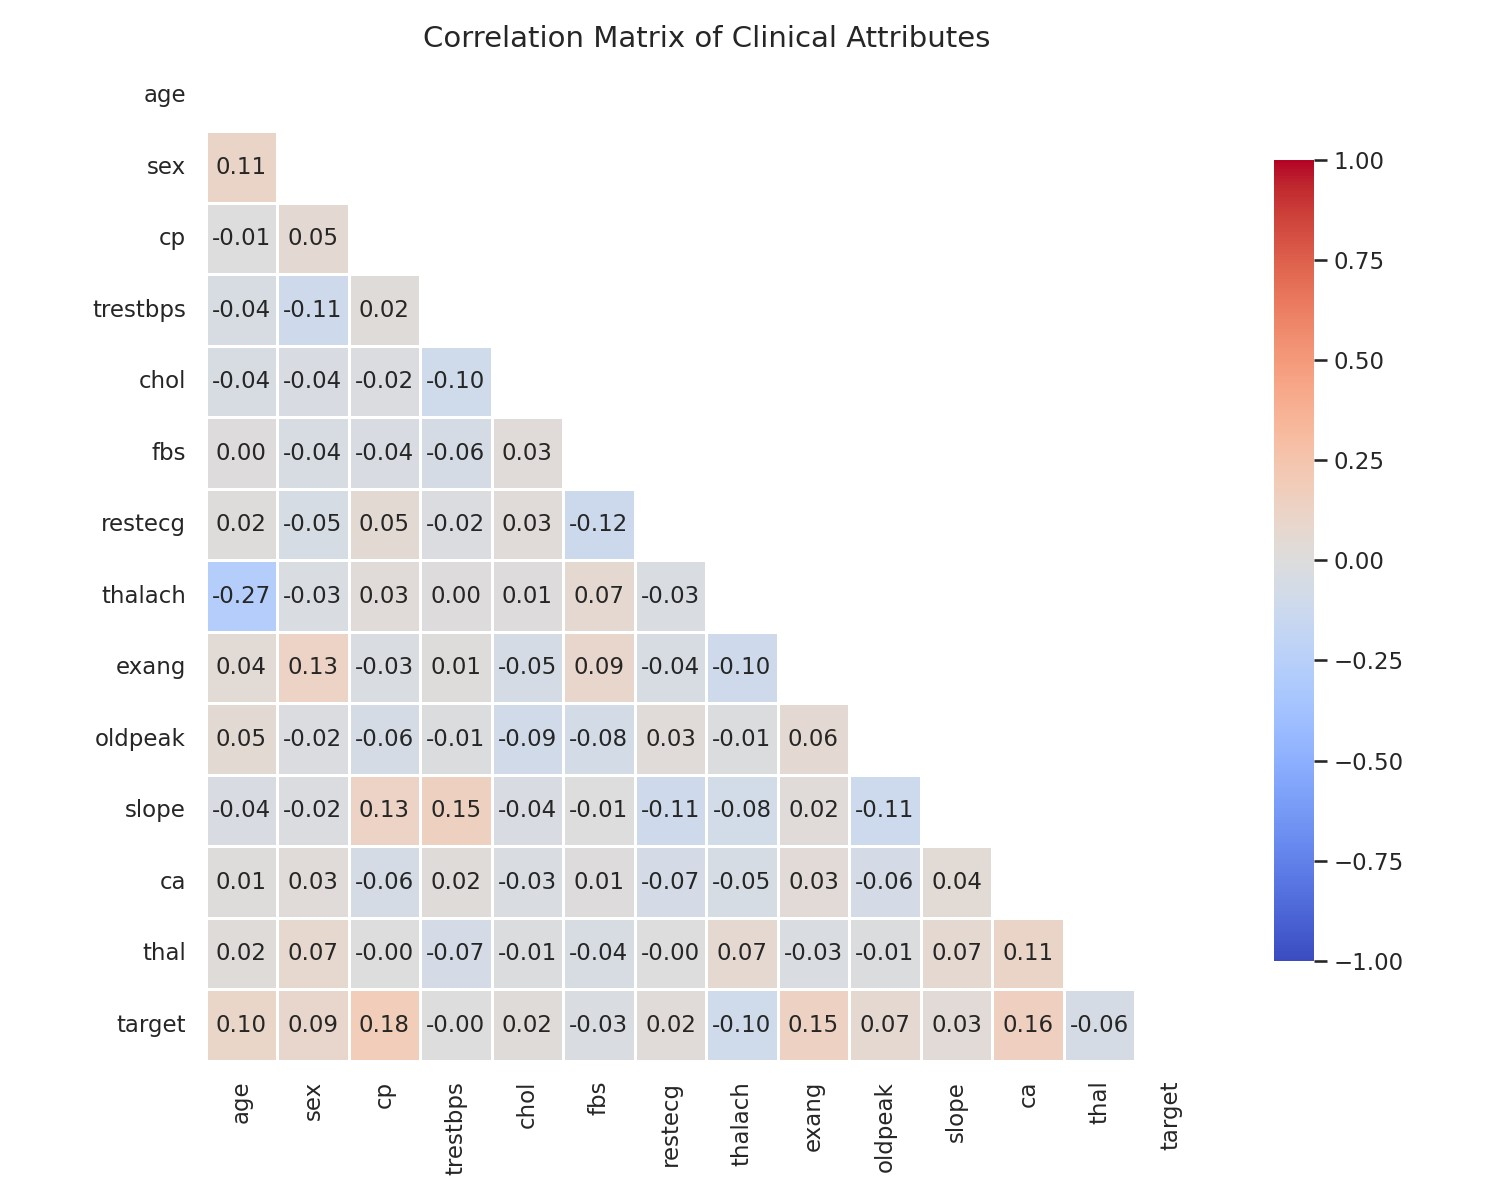 Correlation Matrix of Clinical Attributes
age
sex 0.11
cp -0.01 0.05
trestbps -0.04 -0.11 0.02
chol -0.04 -0.04 -0.02 -0.10
fbs 0.00 -0.04 -0.04 -0.06 0.03
restecg 0.02 -0.05 0.05 -0.02 0.03 -0.12
thalach -0.27 -0.03 0.03 0.00 0.01 0.07 -0.03
exang 0.04 0.13 -0.03 0.01 -0.05 0.09 -0.04 -0.10
oldpeak 0.05 -0.02 -0.06 -0.01 -0.09 -0.08 0.03 -0.01 0.06
slope -0.04 -0.02 0.13 0.15 -0.04 -0.01 -0.11 -0.08 0.02 -0.11
ca 0.01 0.03 -0.06 0.02 -0.03 0.01 -0.07 -0.05 0.03 -0.06 0.04
thal 0.02 0.07 -0.00 -0.07 -0.01 -0.04 -0.00 0.07 -0.03 -0.01 0.07 0.11
target 0.10 0.09 0.18 -0.00 0.02 -0.03 0.02 -0.10 0.15 0.07 0.03 0.16 -0.06
age sex cp trestbps chol fbs restecg thalach exang oldpeak slope ca thal target
1.00
0.75
0.50
0.25
0.00
−0.25
−0.50
−0.75
−1.00